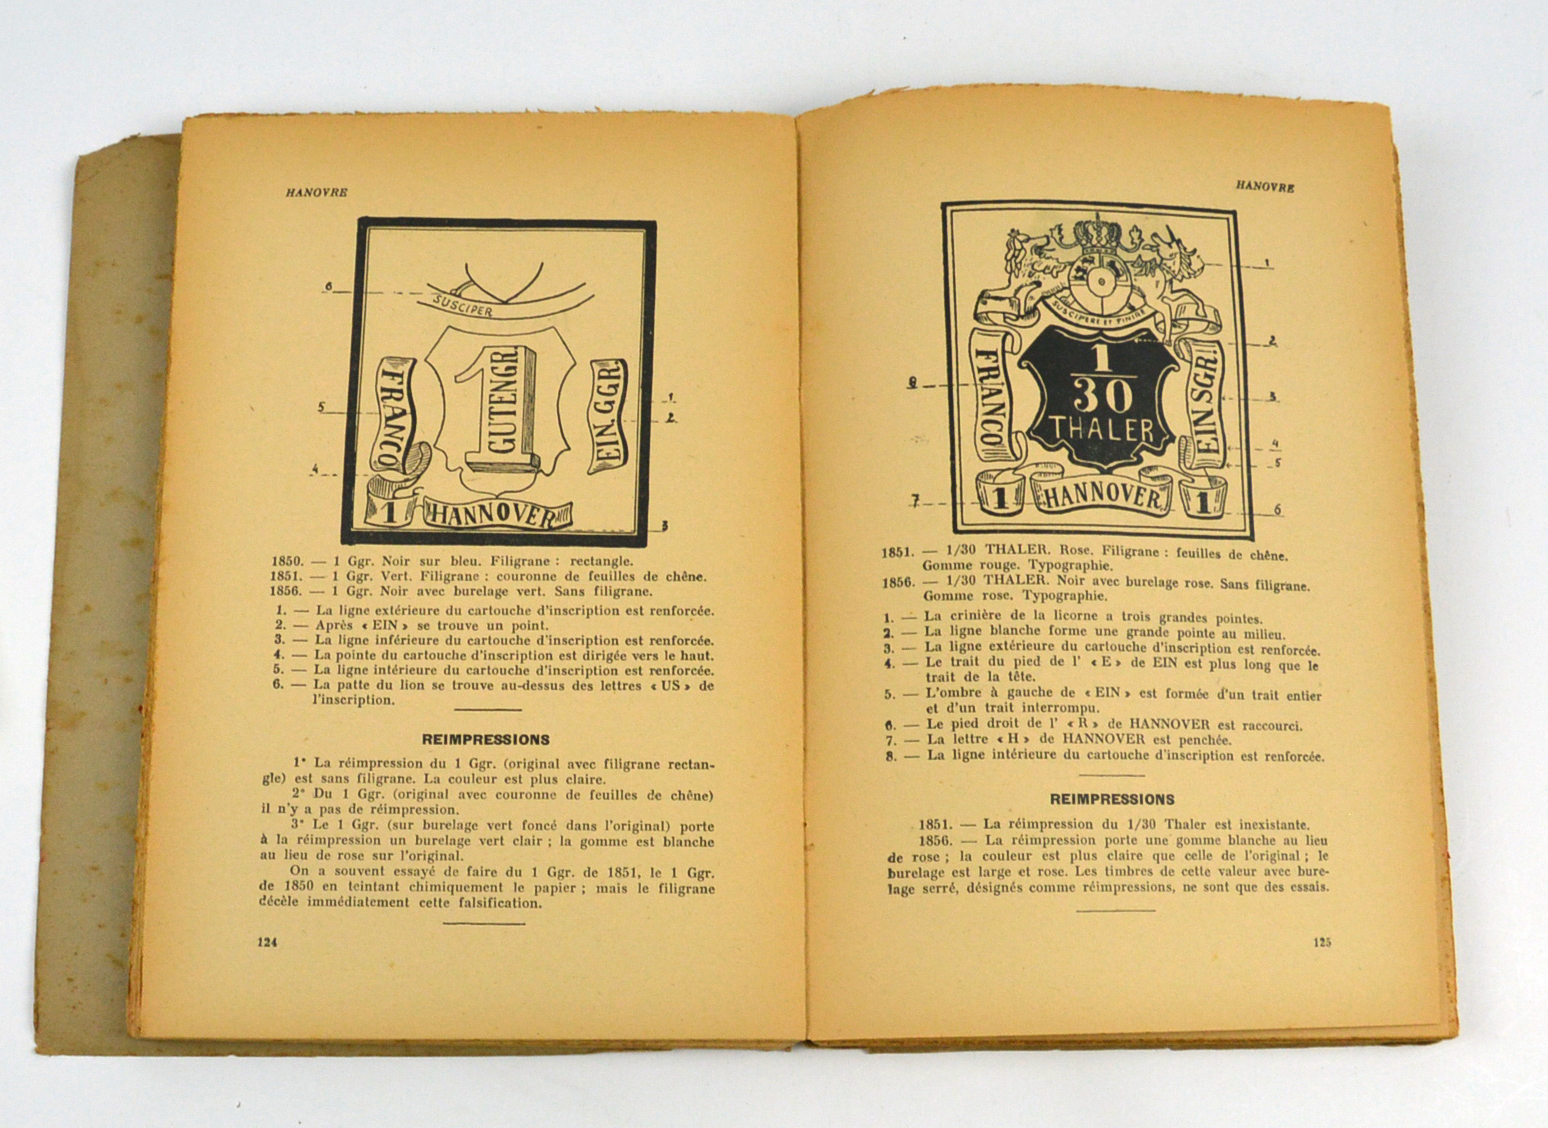 HANOVRE
6
SUSCIPER
1
GUTENGR.
FRANCO
EIN.GGR.
1
2
5
4
1
HANNOVER
3
1850. — 1 Ggr. Noir sur bleu. Filigrane : rectangle.
1851. — 1 Ggr. Vert. Filigrane : couronne de feuilles de chêne.
1856. — 1 Ggr. Noir avec burelage vert. Sans filigrane.
1. — La ligne extérieure du cartouche d'inscription est renforcée.
2. — Après « EIN » se trouve un point.
3. — La ligne inférieure du cartouche d'inscription est renforcée.
4. — La pointe du cartouche d'inscription est dirigée vers le haut.
5. — La ligne intérieure du cartouche d'inscription est renforcée.
6. — La patte du lion se trouve au-dessus des lettres « US » de
l'inscription.
REIMPRESSIONS
1° La réimpression du 1 Ggr. (original avec filigrane rectan-
gle) est sans filigrane. La couleur est plus claire.
2° Du 1 Ggr. (original avec couronne de feuilles de chêne)
il n'y a pas de réimpression.
3° Le 1 Ggr. (sur burelage vert foncé dans l'original) porte
à la réimpression un burelage vert clair ; la gomme est blanche
au lieu de rose sur l'original.
On a souvent essayé de faire du 1 Ggr. de 1851, le 1 Ggr.
de 1850 en teintant chimiquement le papier ; mais le filigrane
décèle immédiatement cette falsification.
124
HANOVRE
1
SUSCIPERE ET FINIRE
2
FRANCO
1
30
THALER
EIN SGR.
8
3
4
5
7
1
HANNOVER
1
6
1851. — 1/30 THALER. Rose. Filigrane : feuilles de chêne.
Gomme rouge. Typographie.
1856. — 1/30 THALER. Noir avec burelage rose. Sans filigrane.
Gomme rose. Typographie.
1. — La crinière de la licorne a trois grandes pointes.
2. — La ligne blanche forme une grande pointe au milieu.
3. — La ligne extérieure du cartouche d'inscription est renforcée.
4. — Le trait du pied de l' « E » de EIN est plus long que le
trait de la tête.
5. — L'ombre à gauche de « EIN » est formée d'un trait entier
et d'un trait interrompu.
6. — Le pied droit de l' « R » de HANNOVER est raccourci.
7. — La lettre « H » de HANNOVER est penchée.
8. — La ligne intérieure du cartouche d'inscription est renforcée.
REIMPRESSIONS
1851. — La réimpression du 1/30 Thaler est inexistante.
1856. — La réimpression porte une gomme blanche au lieu
de rose ; la couleur est plus claire que celle de l'original ; le
burelage est large et rose. Les timbres de cette valeur avec bure-
lage serré, désignés comme réimpressions, ne sont que des essais.
125